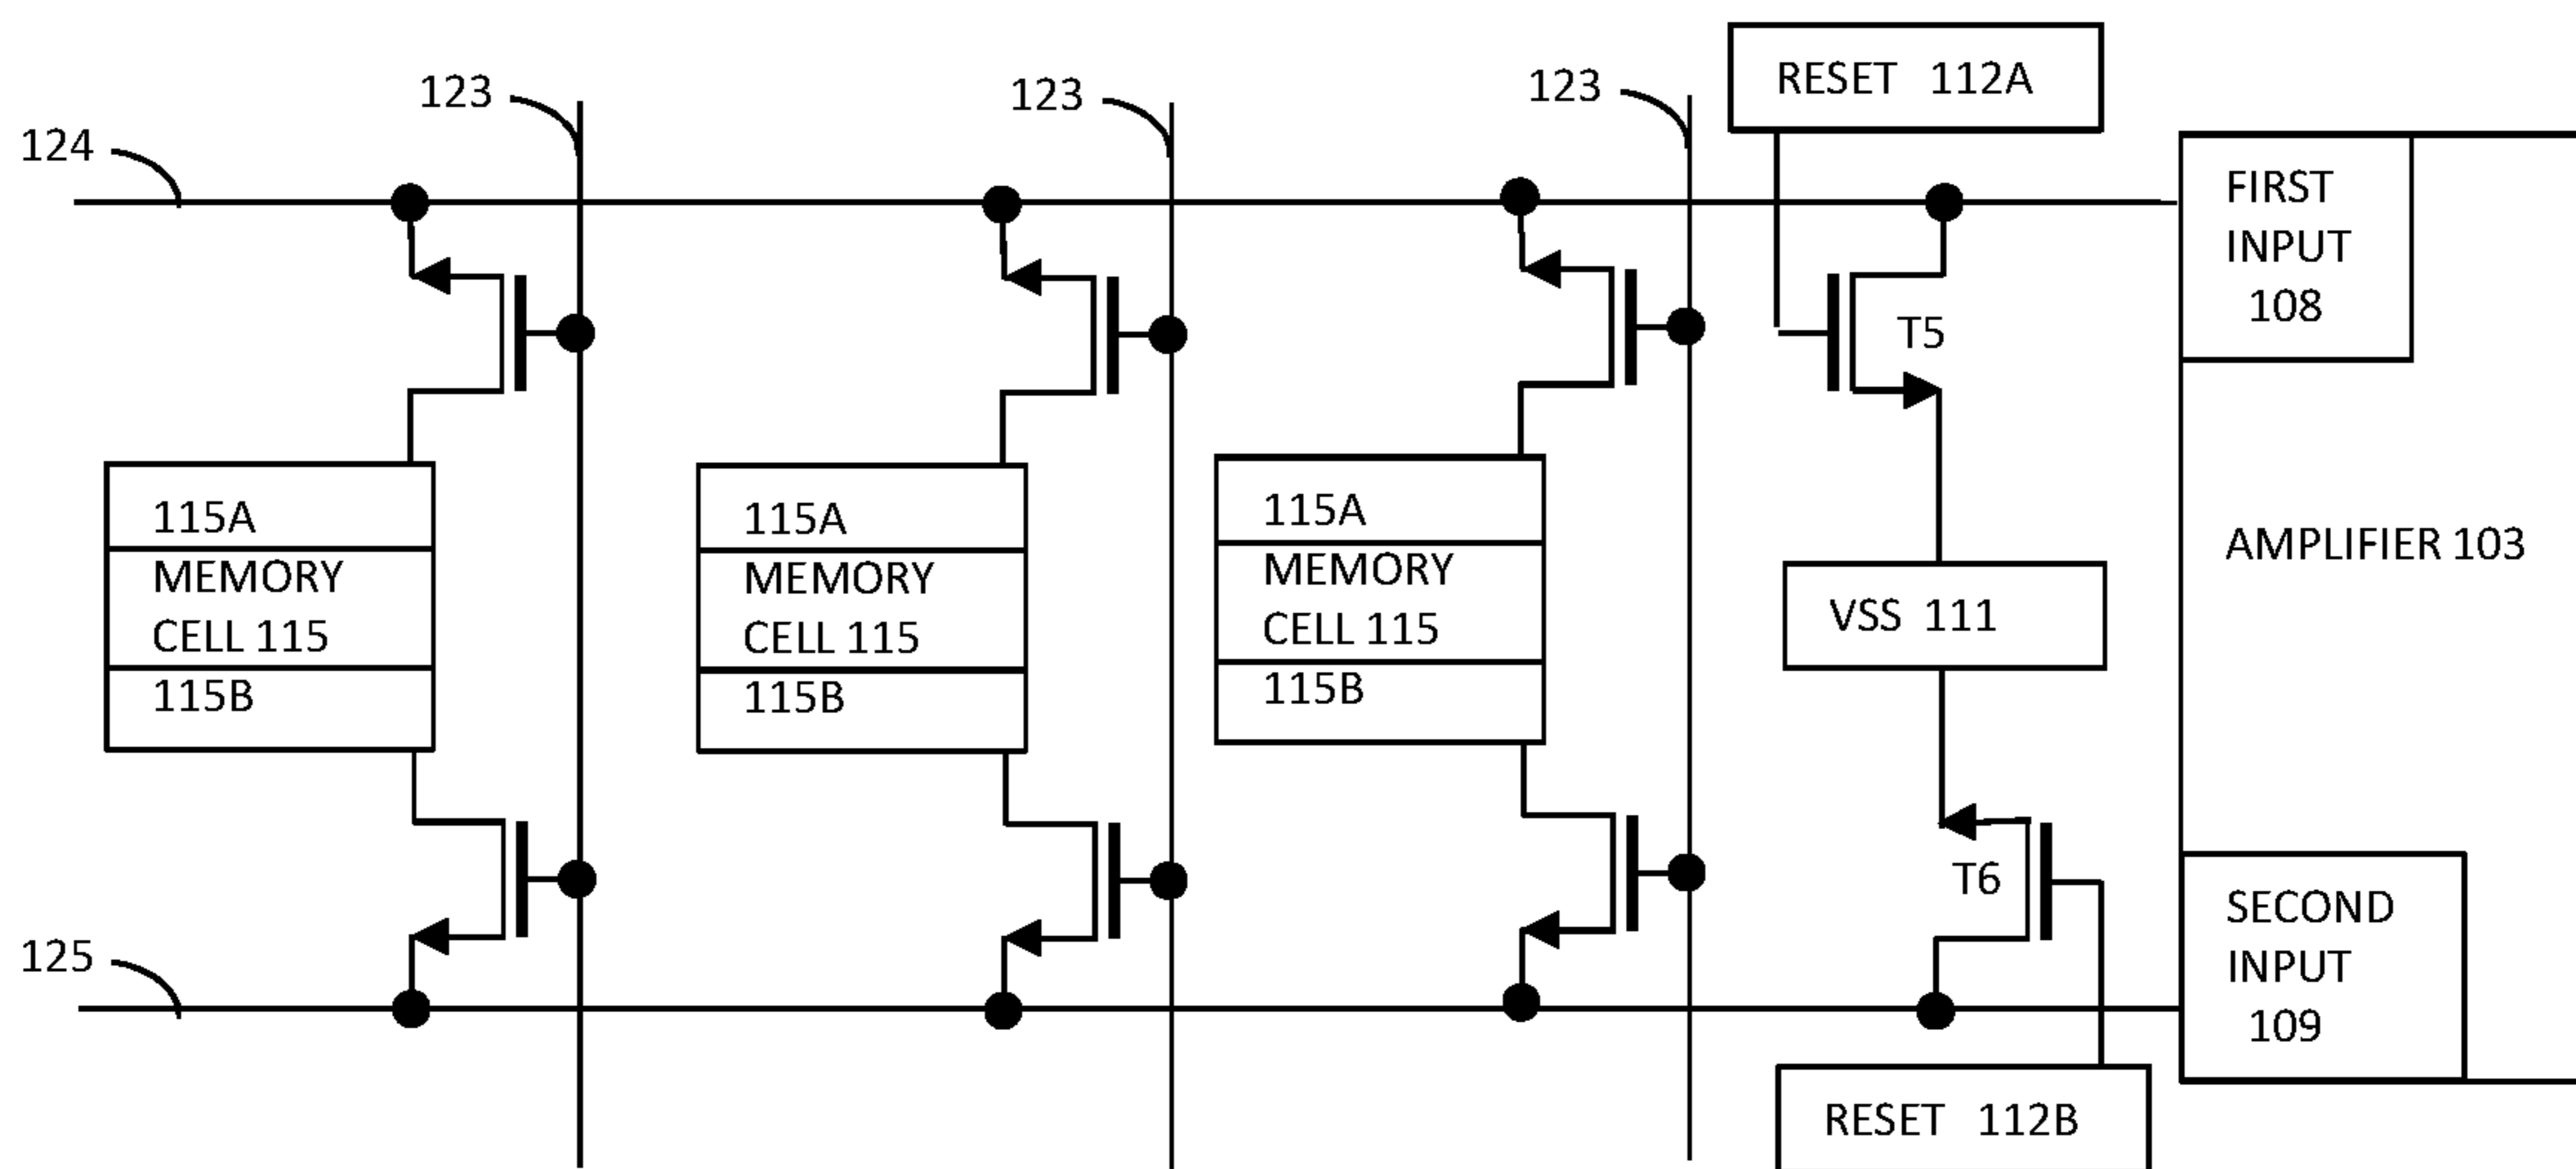 RESET 112A
123
123
123
124
FIRST
INPUT
108
T5
115A
MEMORY
CELL 115
115B
115A
MEMORY
CELL 115
115B
115A
MEMORY
CELL 115
115B
AMPLIFIER 103
VSS 111
T6
SECOND
INPUT
109
125
RESET 112B